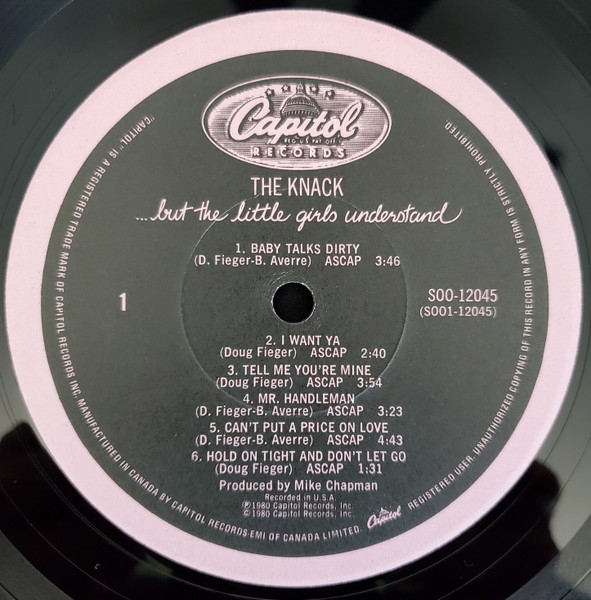 Capitol
REG. U.S. PAT. OFF.
RECORDS
THE KNACK
...but the little girls understand
1. BABY TALKS DIRTY
(D. Fieger-B. Averre) ASCAP 3:46
1
SOO-12045
(SOO1-12045)
2. I WANT YA
(Doug Fieger) ASCAP 2:40
3. TELL ME YOU'RE MINE
(Doug Fieger) ASCAP 3:54
4. MR. HANDLEMAN
(D. Fieger-B. Averre) ASCAP 3:23
5. CAN'T PUT A PRICE ON LOVE
(D. Fieger-B. Averre) ASCAP 4:43
6. HOLD ON TIGHT AND DON'T LET GO
(Doug Fieger) ASCAP 1:31
Produced by Mike Chapman
Recorded in U.S.A.
℗1980 Capitol Records, Inc.
©1980 Capitol Records, Inc.
"CAPITOL" IS A REGISTERED TRADE MARK OF CAPITOL RECORDS INC. MANUFACTURED IN CANADA BY CAPITOL RECORDS-EMI OF CANADA LIMITED. Capitol REGISTERED USER. UNAUTHORIZED COPYING OF THIS RECORD IN ANY FORM IS STRICTLY PROHIBITED.